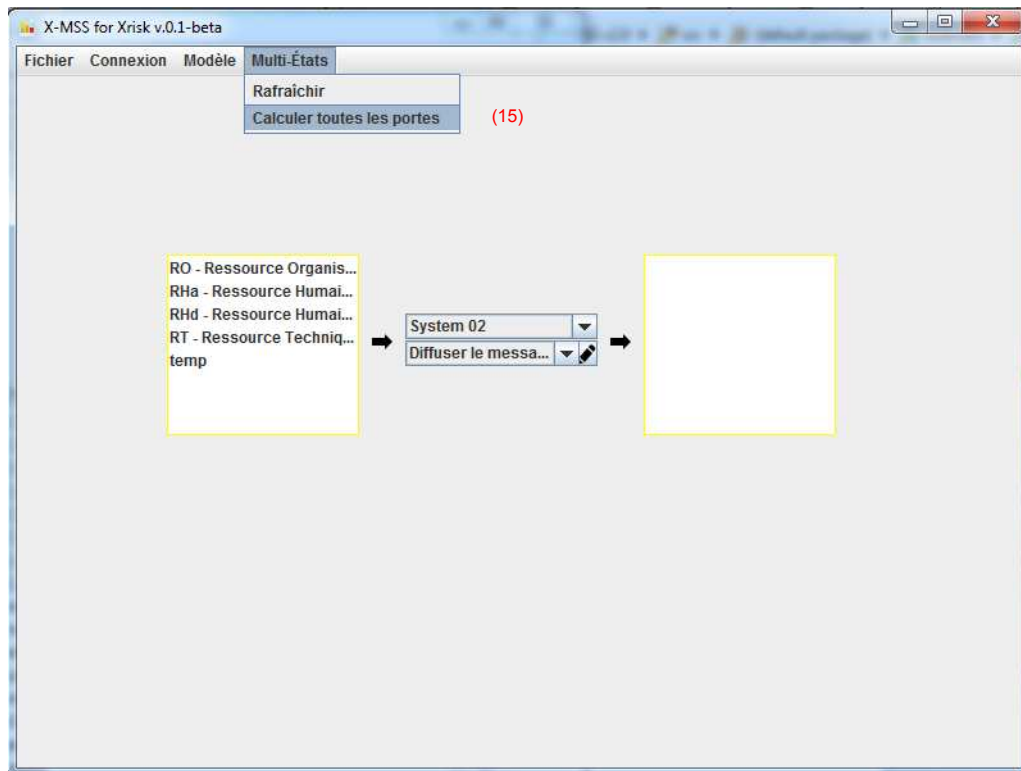 X-MSS for Xrisk v.0.1-beta
Fichier Connexion Modèle Multi-États
Rafraîchir
Calculer toutes les portes (15)
RO - Ressource Organis...
RHa - Ressource Humai...
RHd - Ressource Humai...
RT - Ressource Techniq...
temp
System 02
Diffuser le messa...